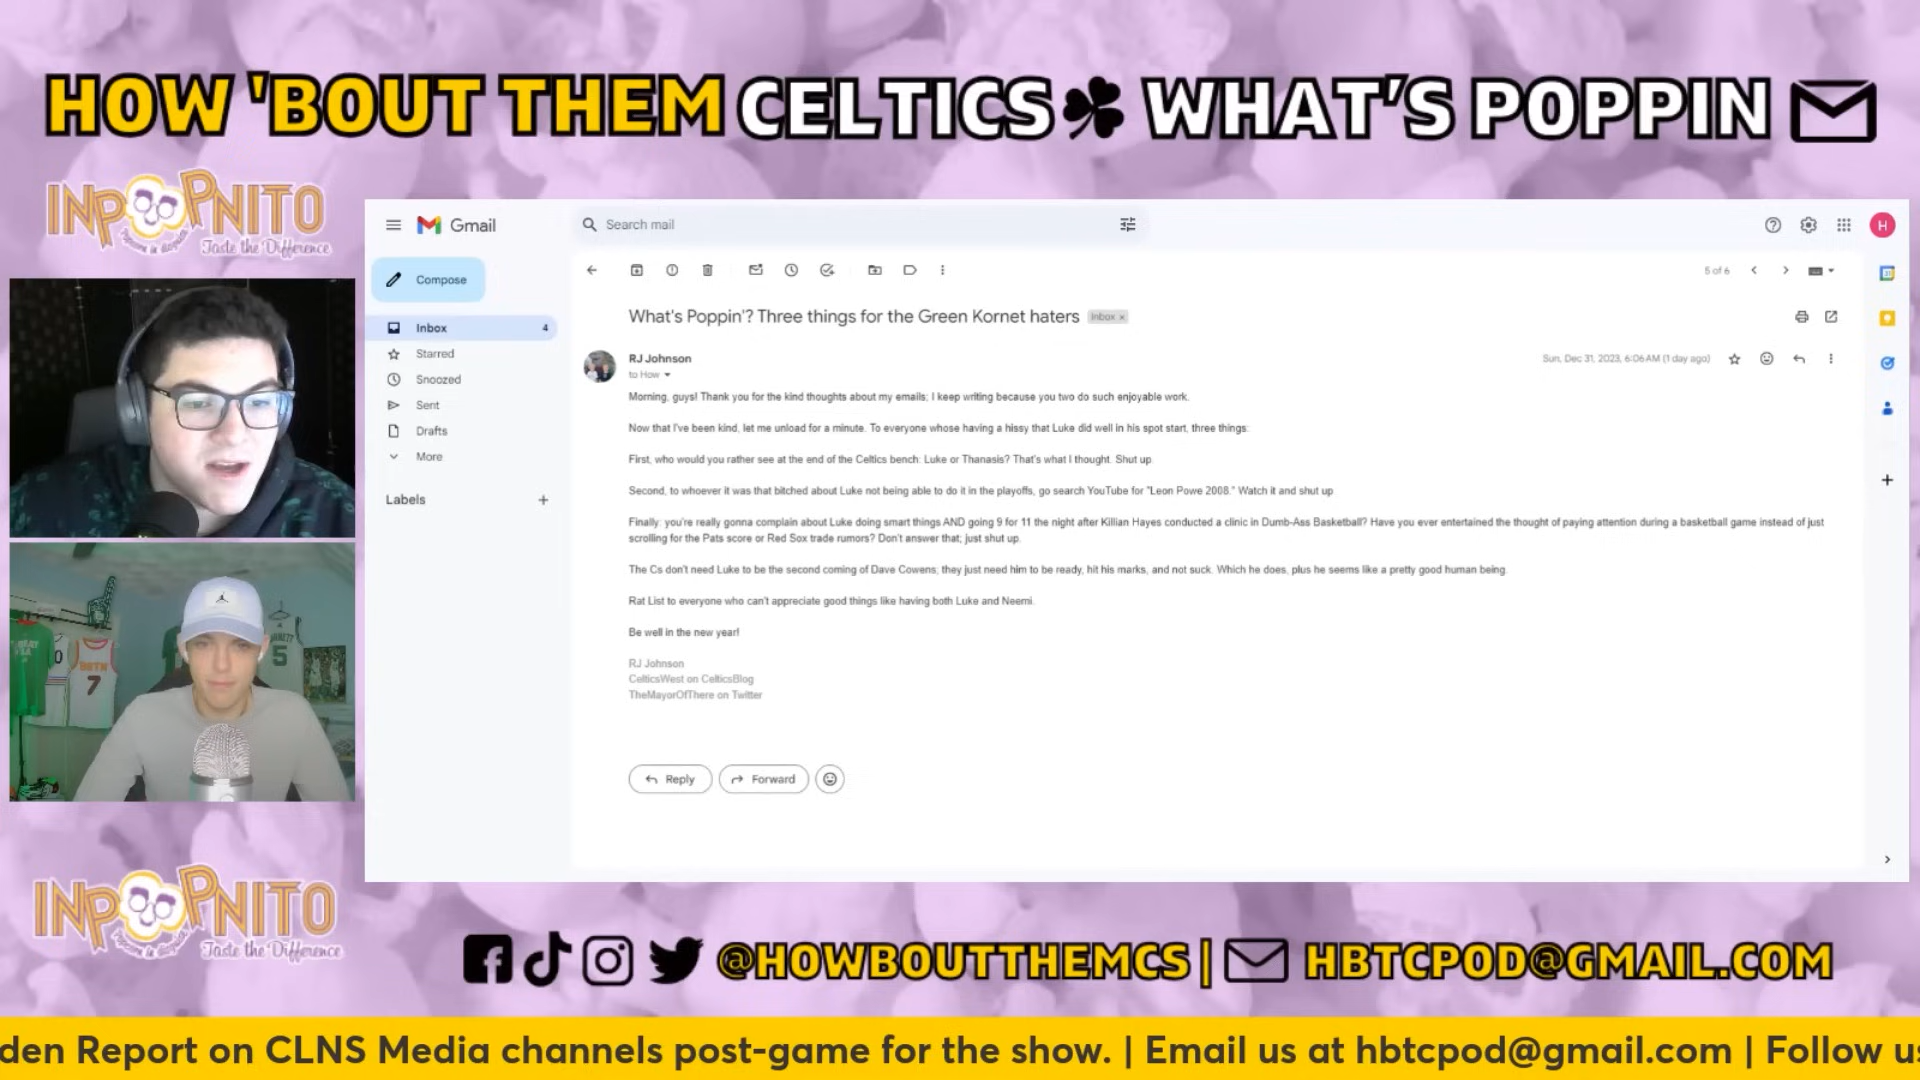 HOW 'BOUT THEM CELTICS WHAT'S POPPIN
INPOPNITO
Taste the Difference
Gmail
Search mail
H
Compose
5 of 6
Inbox 4
Starred
Snoozed
Sent
Drafts
More
Labels
What's Poppin'? Three things for the Green Kornet haters Inbox x
RJ Johnson
Sun, Dec 31, 2023, 6:06 AM (1 day ago)
to How
Morning, guys! Thank you for the kind thoughts about my emails; I keep writing because you two do such enjoyable work.
Now that I've been kind, let me unload for a minute. To everyone whose having a hissy that Luke did well in his spot start, three things:
First, who would you rather see at the end of the Celtics bench: Luke or Thanasis? That's what I thought. Shut up.
Second, to whoever it was that bitched about Luke not being able to do it in the playoffs, go search YouTube for "Leon Powe 2008." Watch it and shut up
Finally: you're really gonna complain about Luke doing smart things AND going 9 for 11 the night after Killian Hayes conducted a clinic in Dumb-Ass Basketball? Have you ever entertained the thought of paying attention during a basketball game instead of just
scrolling for the Pats score or Red Sox trade rumors? Don't answer that; just shut up.
The Cs don't need Luke to be the second coming of Dave Cowens; they just need him to be ready, hit his marks, and not suck. Which he does, plus he seems like a pretty good human being.
Rat List to everyone who can't appreciate good things like having both Luke and Neemi.
Be well in the new year!
RJ Johnson
CelticsWest on CelticsBlog
TheMayorOfThere on Twitter
Reply
Forward
5
0
7
INPOPNITO
Taste the Difference
@HOWBOUTTHEMCS | HBTCPOD@GMAIL.COM
den Report on CLNS Media channels post-game for the show. | Email us at hbtcpod@gmail.com | Follow us